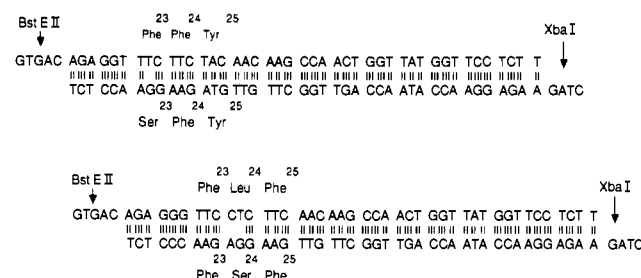 Bst E II
23 24 25
Phe Phe Tyr
Xba I
GTGAC AGA GGT TTC TTC TAC AAC AAG CCA ACT GGT TAT GGT TCC TCT T
TCT CCA AGG AAG ATG TTG TTC GGT TGA CCA ATA CCA AGG AGA A GATC
23 24 25
Ser Phe Tyr
Bst E II
23 24 25
Phe Leu Phe
Xba I
GTGAC AGA GGG TTC CTC TTC AAC AAG CCA ACT GGT TAT GGT TCC TCT T
TCT CCC AAG AGG AAG TTG TTC GGT TGA CCA ATA CCA AGG AGA A GATC
23 24 25
Phe Ser Phe